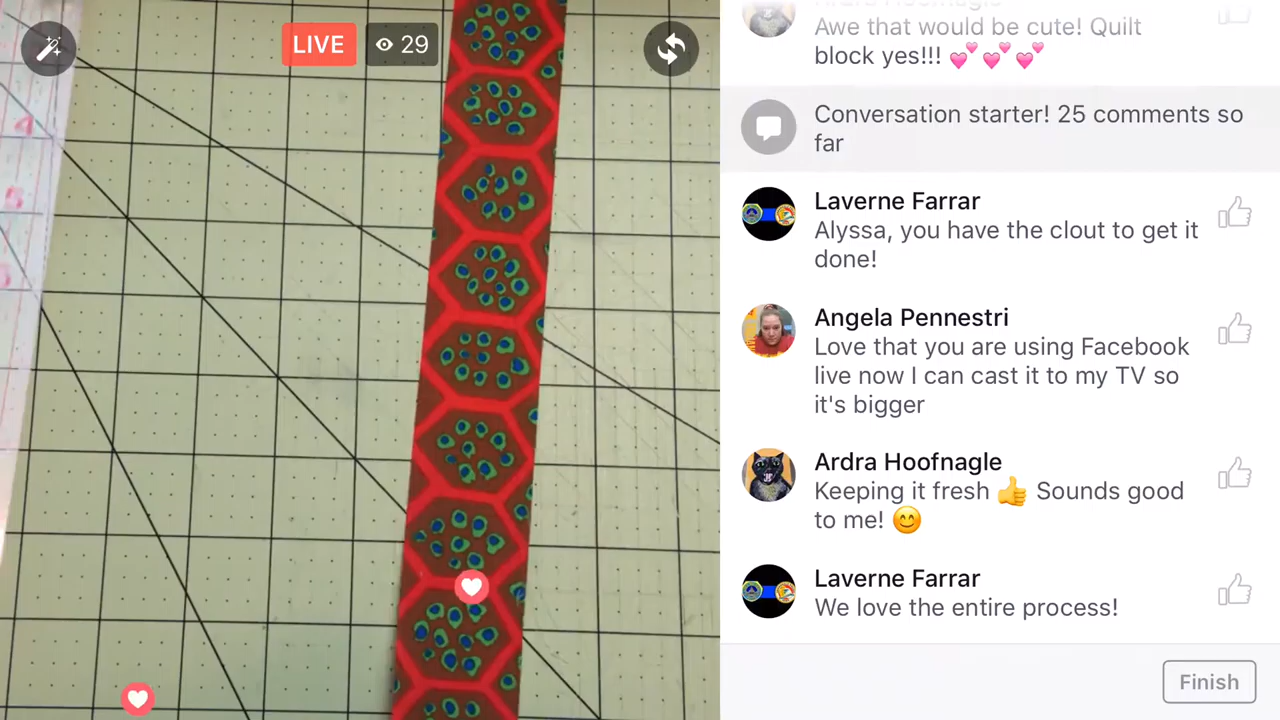 LIVE
29
Awe that would be cute! Quilt
block yes!!! 💕 💕 💕
Conversation starter! 25 comments so
far
Laverne Farrar
Alyssa, you have the clout to get it
done!
Angela Pennestri
Love that you are using Facebook
live now I can cast it to my TV so
it's bigger
Ardra Hoofnagle
Keeping it fresh 👍 Sounds good
to me! 😊
Laverne Farrar
We love the entire process!
Finish